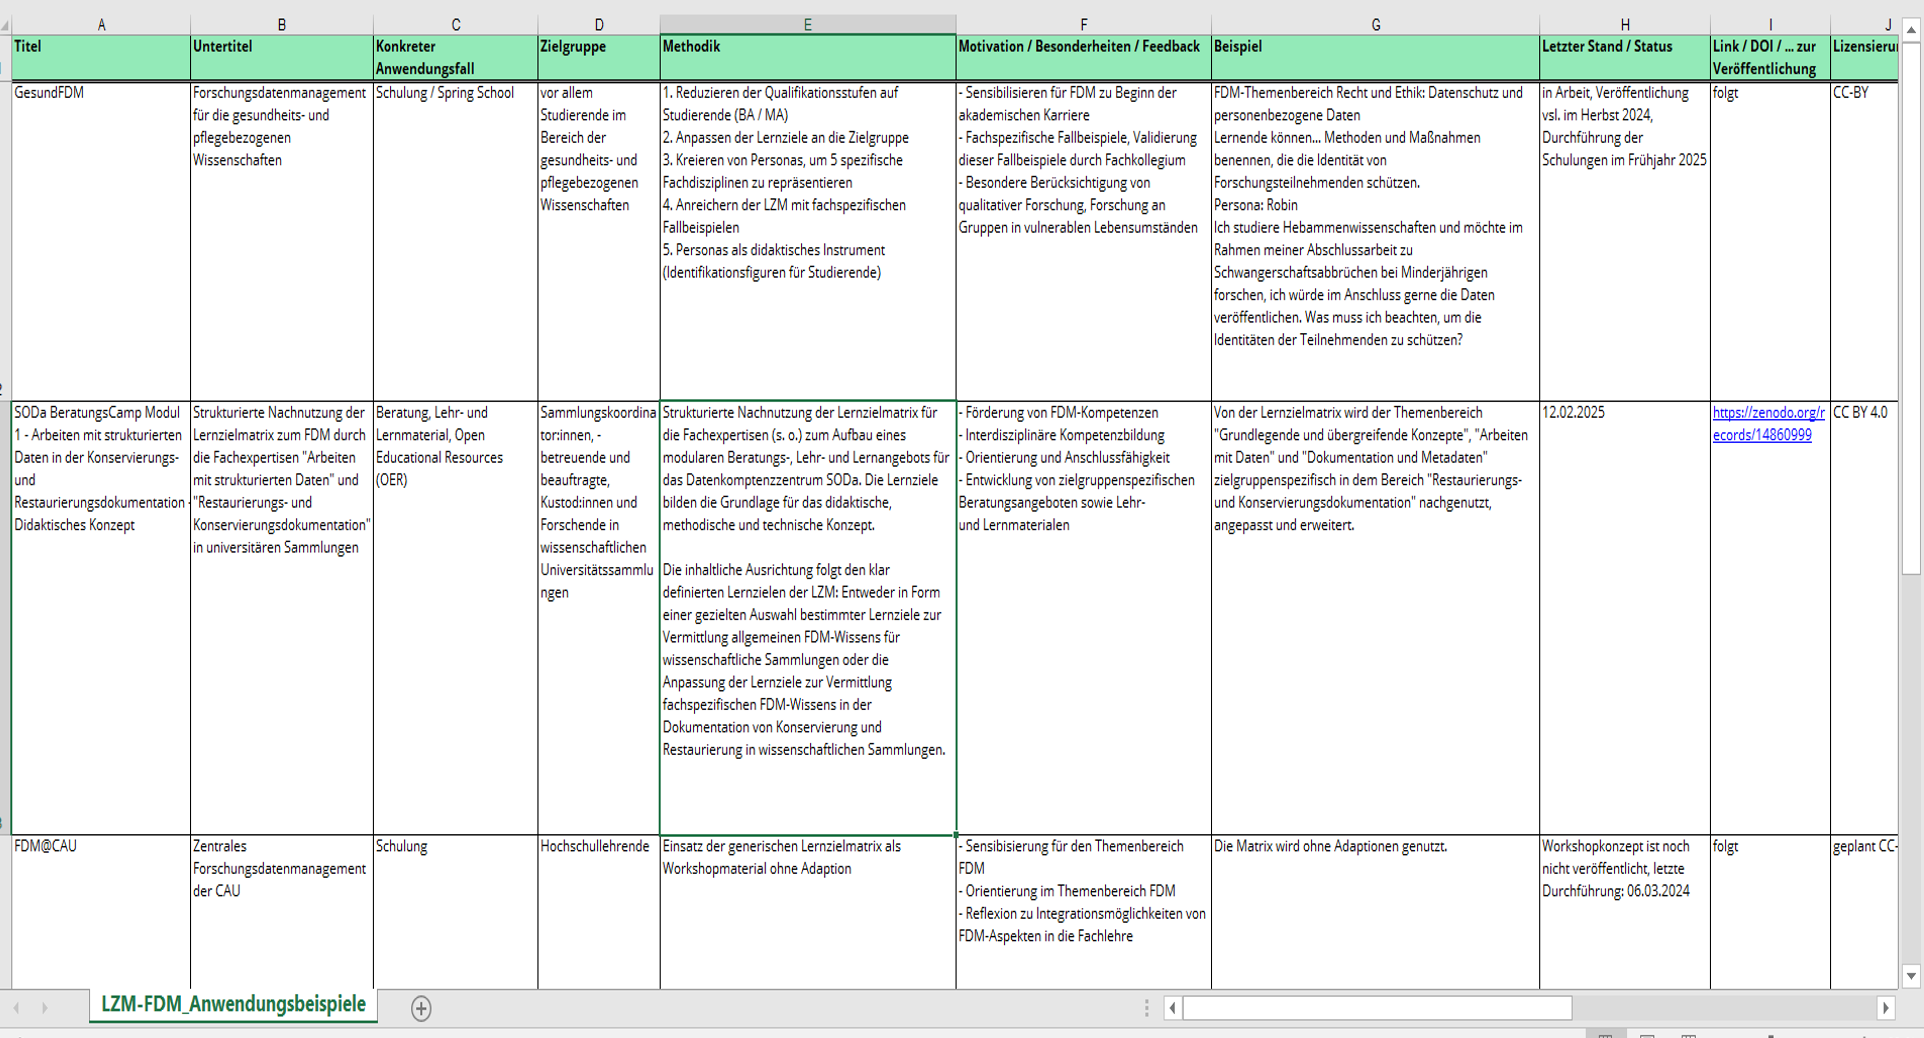 A B C D E F G H I J
Titel
Untertitel
Konkreter
Anwendungsfall
Zielgruppe
Methodik
Motivation / Besonderheiten / Feedback
Beispiel
Letzter Stand / Status
Link / DOI / ... zur
Veröffentlichung
Lizensieru
GesundFDM
Forschungsdatenmanagement
für die gesundheits- und
pflegebezogenen
Wissenschaften
Schulung / Spring School
vor allem
Studierende im
Bereich der
gesundheits- und
pflegebezogenen
Wissenschaften
1. Reduzieren der Qualifikationsstufen auf
Studierende (BA / MA)
2. Anpassen der Lernziele an die Zielgruppe
3. Kreieren von Personas, um 5 spezifische
Fachdisziplinen zu repräsentieren
4. Anreichern der LZM mit fachspezifischen
Fallbeispielen
5. Personas als didaktisches Instrument
(Identifikationsfiguren für Studierende)
- Sensibilisieren für FDM zu Beginn der
akademischen Karriere
- Fachspezifische Fallbeispiele, Validierung
dieser Fallbeispiele durch Fachkollegium
- Besondere Berücksichtigung von
qualitativer Forschung, Forschung an
Gruppen in vulnerablen Lebensumständen
FDM-Themenbereich Recht und Ethik: Datenschutz und
personenbezogene Daten
Lernende können... Methoden und Maßnahmen
benennen, die die Identität von
Forschungsteilnehmenden schützen.
Persona: Robin
Ich studiere Hebammenwissenschaften und möchte im
Rahmen meiner Abschlussarbeit zu
Schwangerschaftsabbrüchen bei Minderjährigen
forschen, ich würde im Anschluss gerne die Daten
veröffentlichen. Was muss ich beachten, um die
Identitäten der Teilnehmenden zu schützen?
in Arbeit, Veröffentlichung
vsl. im Herbst 2024,
Durchführung der
Schulungen im Frühjahr 2025
folgt
CC-BY
SODa BeratungsCamp Modul
1 - Arbeiten mit strukturierten
Daten in der Konservierungs-
und
Restaurierungsdokumentation -
Didaktisches Konzept
Strukturierte Nachnutzung der
Lernzielmatrix zum FDM durch
die Fachexpertisen "Arbeiten
mit strukturierten Daten" und
"Restaurierungs- und
Konservierungsdokumentation"
in universitären Sammlungen
Beratung, Lehr- und
Lernmaterial, Open
Educational Resources
(OER)
Sammlungskoordina
tor:innen, -
betreuende und
beauftragte,
Kustod:innen und
Forschende in
wissenschaftlichen
Universitätssammlu
ngen
Strukturierte Nachnutzung der Lernzielmatrix für
die Fachexpertisen (s. o.) zum Aufbau eines
modularen Beratungs-, Lehr- und Lernangebots für
das Datenkomptenzzentrum SODa. Die Lernziele
bilden die Grundlage für das didaktische,
methodische und technische Konzept.
Die inhaltliche Ausrichtung folgt den klar
definierten Lernzielen der LZM: Entweder in Form
einer gezielten Auswahl bestimmter Lernziele zur
Vermittlung allgemeinen FDM-Wissens für
wissenschaftliche Sammlungen oder die
Anpassung der Lernziele zur Vermittlung
fachspezifischen FDM-Wissens in der
Dokumentation von Konservierung und
Restaurierung in wissenschaftlichen Sammlungen.
- Förderung von FDM-Kompetenzen
- Interdisziplinäre Kompetenzbildung
- Orientierung und Anschlussfähigkeit
- Entwicklung von zielgruppenspezifischen
Beratungsangeboten sowie Lehr-
und Lernmaterialen
Von der Lernzielmatrix wird der Themenbereich
"Grundlegende und übergreifende Konzepte", "Arbeiten
mit Daten" und "Dokumentation und Metadaten"
zielgruppenspezifisch in dem Bereich "Restaurierungs-
und Konservierungsdokumentation" nachgenutzt,
angepasst und erweitert.
12.02.2025
https://zenodo.org/r
ecords/14860999
CC BY 4.0
FDM@CAU
Zentrales
Forschungsdatenmanagement
der CAU
Schulung
Hochschullehrende
Einsatz der generischen Lernzielmatrix als
Workshopmaterial ohne Adaption
- Sensibisierung für den Themenbereich
FDM
- Orientierung im Themenbereich FDM
- Reflexion zu Integrationsmöglichkeiten von
FDM-Aspekten in die Fachlehre
Die Matrix wird ohne Adaptionen genutzt.
Workshopkonzept ist noch
nicht veröffentlicht, letzte
Durchführung: 06.03.2024
folgt
geplant CC-
LZM-FDM_Anwendungsbeispiele